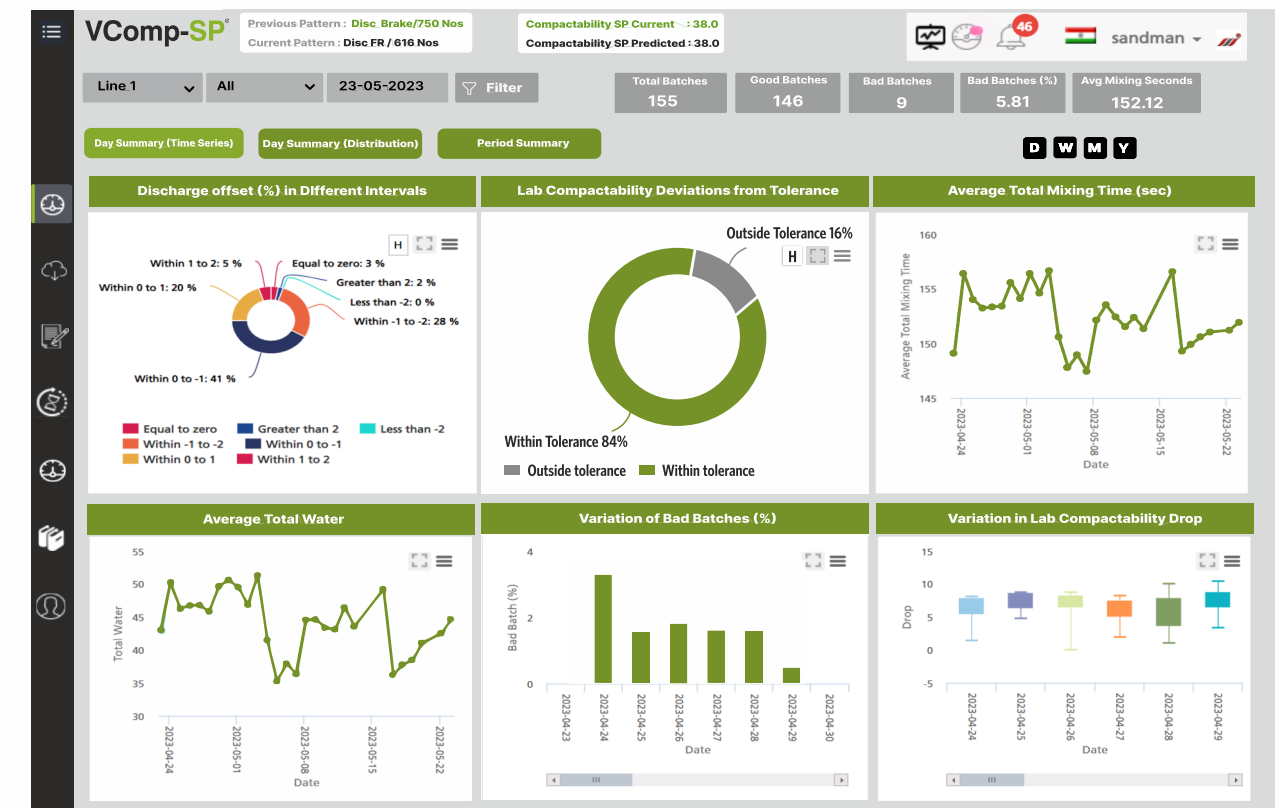 VComp-SP®
Previous Pattern : Disc Brake/750 Nos
Current Pattern : Disc FR / 616 Nos
Compactability SP Current : 38.0
Compactability SP Predicted : 38.0
46
sandman
Line 1
All
23-05-2023
Filter
Total Batches
155
Good Batches
146
Bad Batches
9
Bad Batches (%)
5.81
Avg Mixing Seconds
152.12
Day Summary (Time Series)
Day Summary (Distribution)
Period Summary
D W M Y
Discharge offset (%) in DIfferent Intervals
H
Within 1 to 2: 5 %
Equal to zero: 3 %
Greater than 2: 2 %
Within 0 to 1: 20 %
Less than -2: 0 %
Within -1 to -2: 28 %
Within 0 to -1: 41 %
Equal to zero
Greater than 2
Less than -2
Within -1 to -2
Within 0 to -1
Within 0 to 1
Within 1 to 2
Lab Compactability Deviations from Tolerance
Outside Tolerance 16%
H
Within Tolerance 84%
Outside tolerance
Within tolerance
Average Total Mixing Time (sec)
Average Total Mixing Time
160
155
150
145
2023-04-24
2023-05-01
2023-05-08
2023-05-15
2023-05-22
Date
Average Total Water
Total Water
55
50
45
40
35
30
2023-04-24
2023-05-01
2023-05-08
2023-05-15
2023-05-22
Date
Variation of Bad Batches (%)
Bad Batch (%)
4
2
0
2023-04-23
2023-04-24
2023-04-25
2023-04-26
2023-04-27
2023-04-28
2023-04-29
2023-04-30
Date
Variation in Lab Compactability Drop
Drop
15
10
5
0
-5
2023-04-24
2023-04-25
2023-04-26
2023-04-27
2023-04-28
2023-04-29
Date